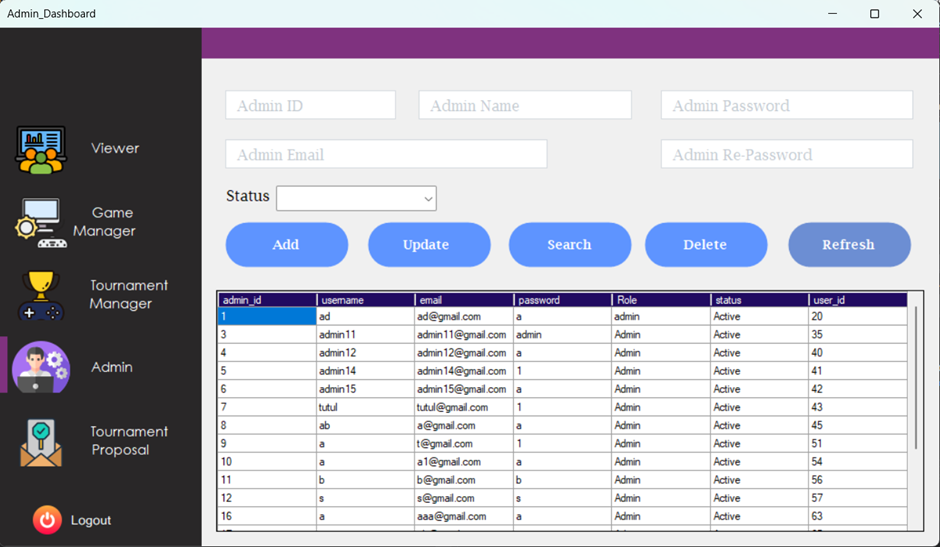 Admin_Dashboard
Viewer
Game
Manager
Tournament
Manager
Admin
Tournament
Proposal
Logout
Admin ID Admin Name Admin Password
Admin Email Admin Re-Password
Status
Add Update Search Delete Refresh
admin_id username email password Role status user_id
1 ad ad@gmail.com a admin Active 20
3 admin11 admin11@gmail.com admin Admin Active 35
4 admin12 admin12@gmail.com a Admin Active 40
5 admin14 admin14@gmail.com 1 Admin Active 41
6 admin15 admin15@gmail.com a Admin Active 42
7 tutul tutul@gmail.com 1 Admin Active 43
8 ab a@gmail.com a Admin Active 45
9 a t@gmail.com 1 Admin Active 51
10 a a1@gmail.com a Admin Active 54
11 b b@gmail.com b Admin Active 56
12 s s@gmail.com s Admin Active 57
16 a aaa@gmail.com a Admin Active 63